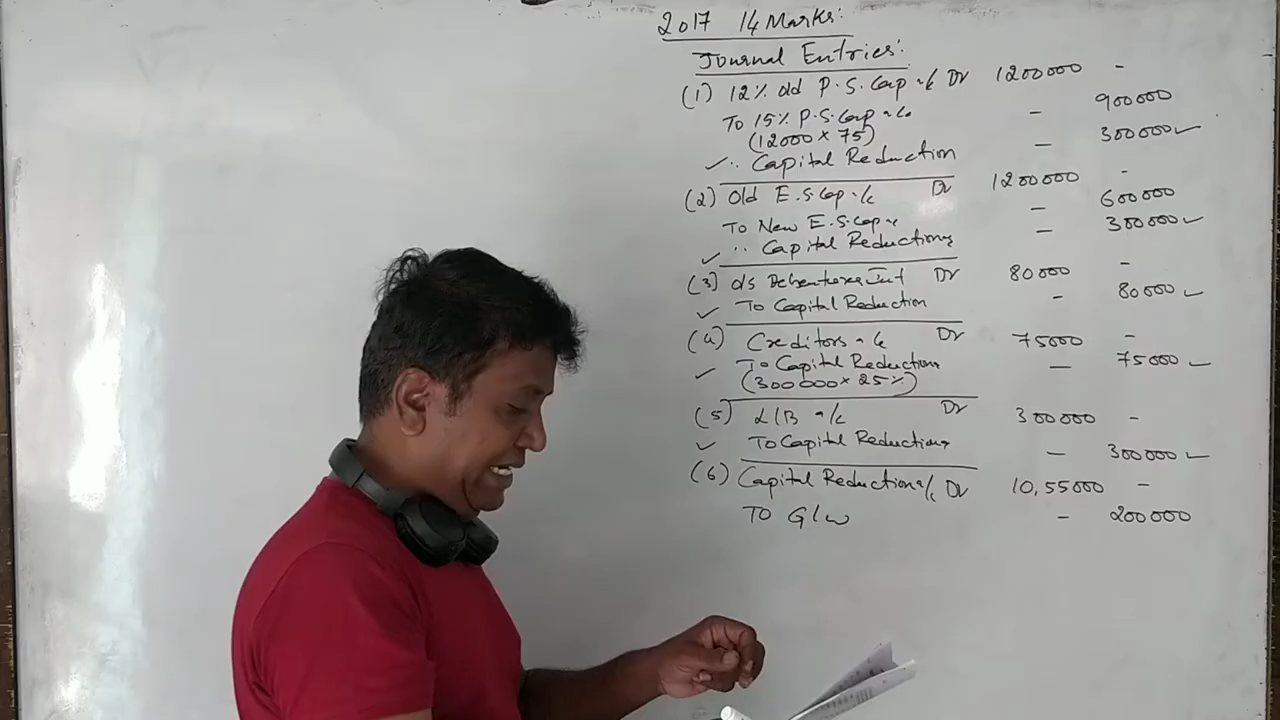 2017 14 Marks:
Journal Entries:
(1) 12% old P.S.Cap a/c Dr 1200000 -
To 15% P.S.Cap a/c - 900000
(12000 x 75)
✓ ,, Capital Reduction - 300000 ✓
(2) Old E.S.Cap a/c Dr 1200000 -
To New E.S.Cap a/c - 600000
✓ ,, Capital Reduction - 300000 ✓
(3) O/S Debentures Int Dr 80000 -
✓ To Capital Reduction - 80000 ✓
(4) Creditors a/c Dr 75000 -
✓ To Capital Reduction - 75000 ✓
(300000 x 25%)
(5) L/B a/c Dr 300000 -
✓ To Capital Reduction - 300000 ✓
(6) Capital Reduction a/c Dr 10,55000 -
To G/w - 200000